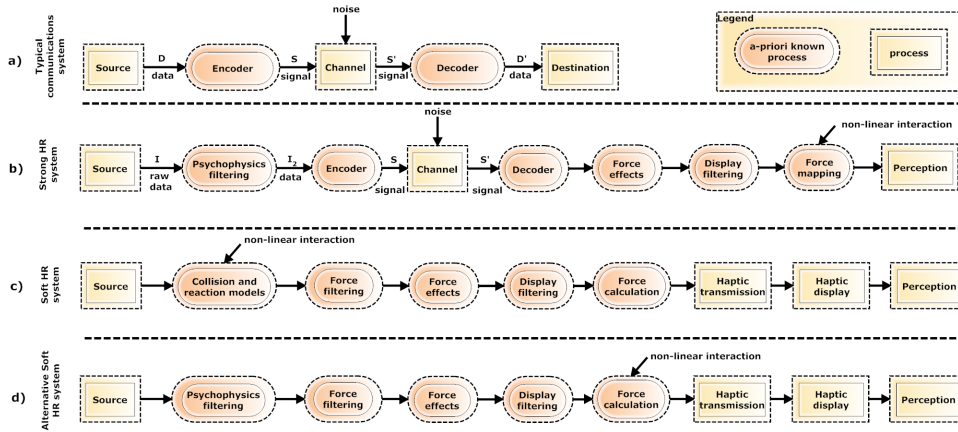 noise
Legend
a-priori known
process
process
a)
Typical
communications
system
Source
D
data
Encoder
S
signal
Channel
S'
signal
Decoder
D'
data
Destination
noise
non-linear interaction
b)
Strong HR
system
Source
I
raw
data
Psychophysics
filtering
I2
data
Encoder
S
signal
Channel
S'
signal
Decoder
Force
effects
Display
filtering
Force
mapping
Perception
non-linear interaction
c)
Soft HR
system
Source
Collision and
reaction models
Force
filtering
Force
effects
Display
filtering
Force
calculation
Haptic
transmission
Haptic
display
Perception
non-linear interaction
d)
Alternative Soft
HR system
Source
Psychophysics
filtering
Force
filtering
Force
effects
Display
filtering
Force
calculation
Haptic
transmission
Haptic
display
Perception